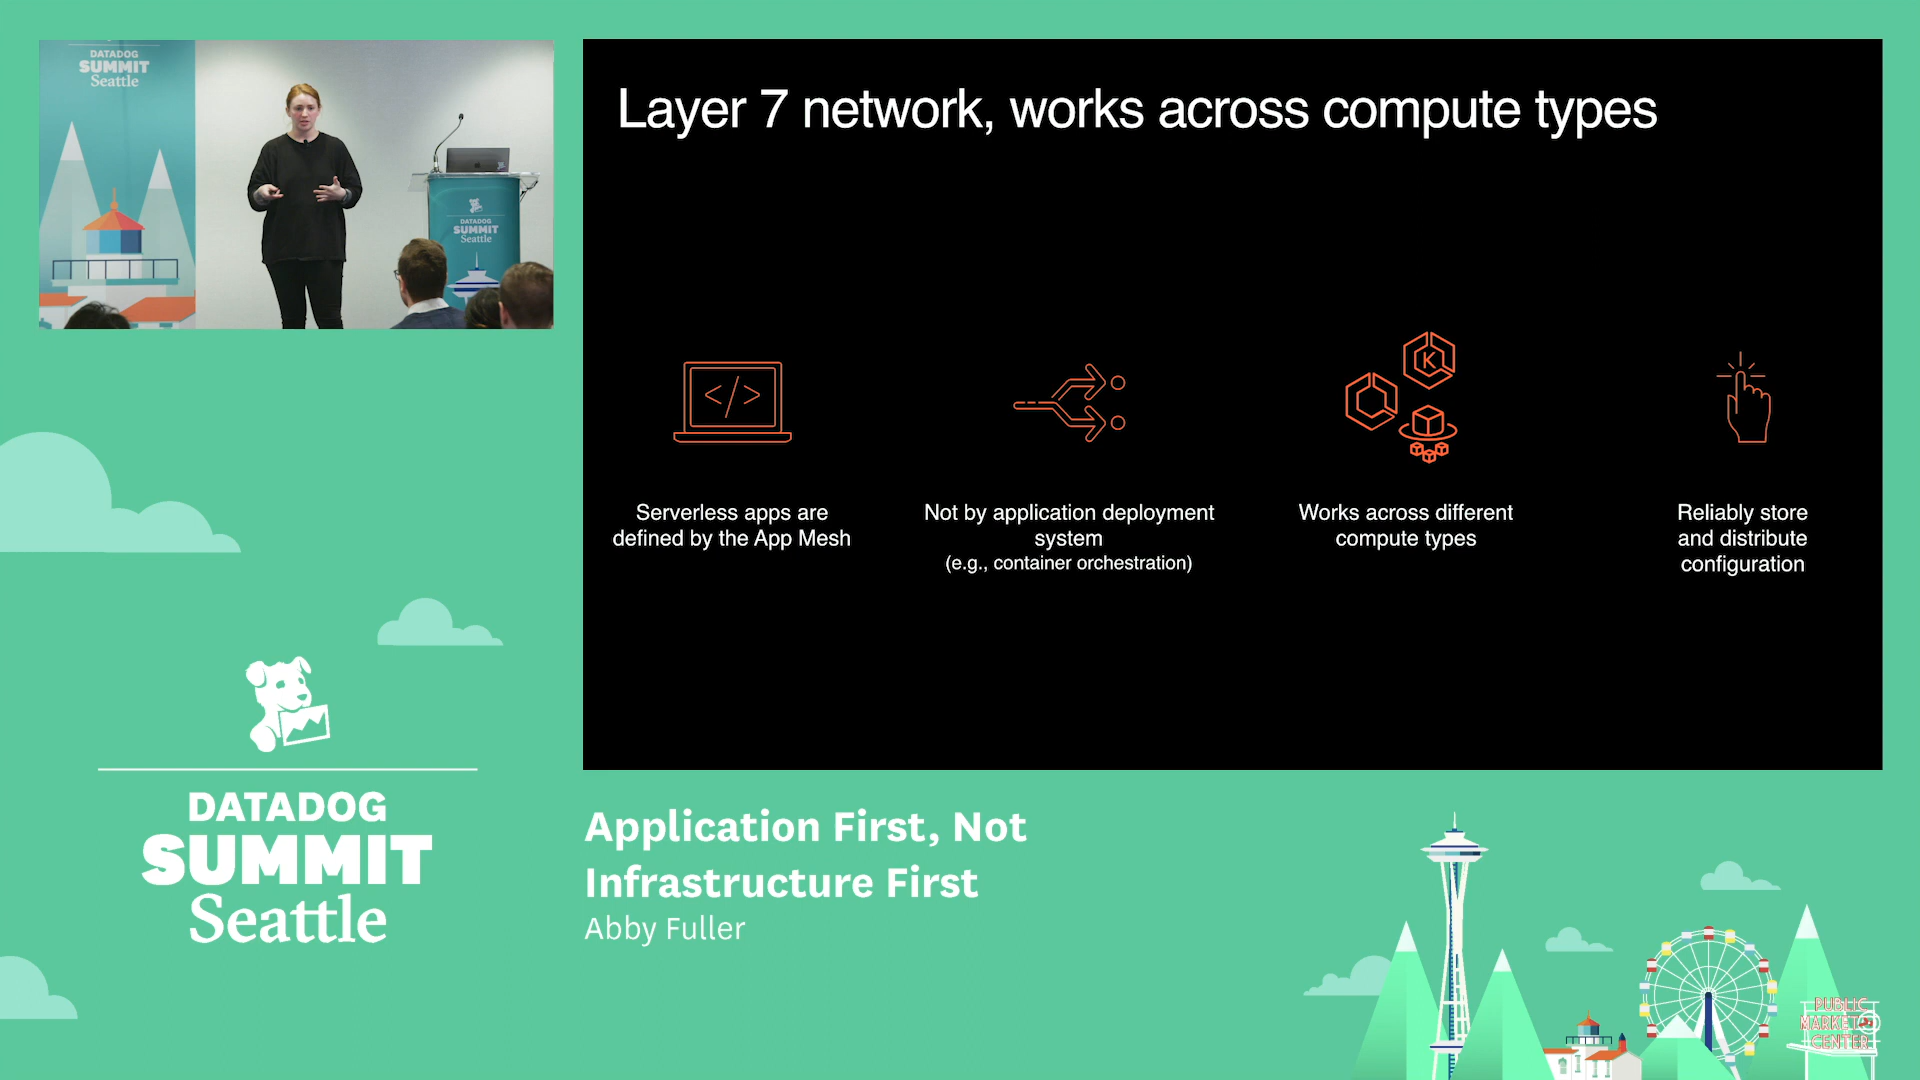 DATADOG
SUMMIT
Seattle
DATADOG
SUMMIT
Seattle
Layer 7 network, works across compute types
K
Serverless apps are
defined by the App Mesh
Not by application deployment
system
(e.g., container orchestration)
Works across different
compute types
Reliably store
and distribute
configuration
DATADOG
SUMMIT
Seattle
Application First, Not
Infrastructure First
Abby Fuller
PUBLIC
MARKET
CENTER